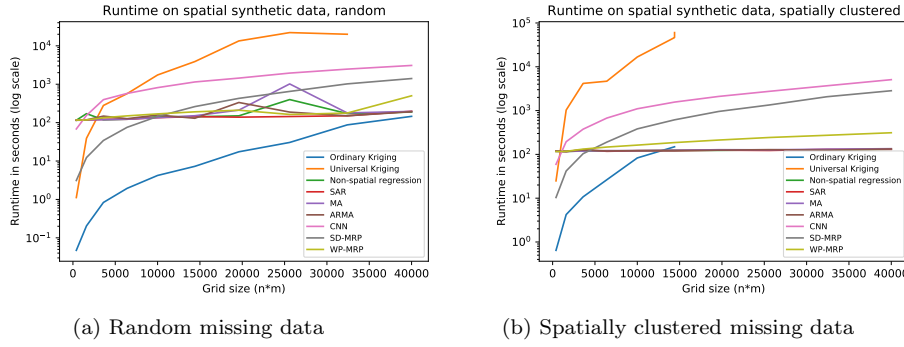 Runtime on spatial synthetic data, random
Runtime in seconds (log scale)
10^4
10^3
10^2
10^1
10^0
10^-1
0 5000 10000 15000 20000 25000 30000 35000 40000
Grid size (n*m)
Ordinary Kriging
Universal Kriging
Non-spatial regression
SAR
MA
ARMA
CNN
SD-MRP
WP-MRP
(a) Random missing data
Runtime on spatial synthetic data, spatially clustered
Runtime in seconds (log scale)
10^5
10^4
10^3
10^2
10^1
10^0
0 5000 10000 15000 20000 25000 30000 35000 40000
Grid size (n*m)
Ordinary Kriging
Universal Kriging
Non-spatial regression
SAR
MA
ARMA
CNN
SD-MRP
WP-MRP
(b) Spatially clustered missing data